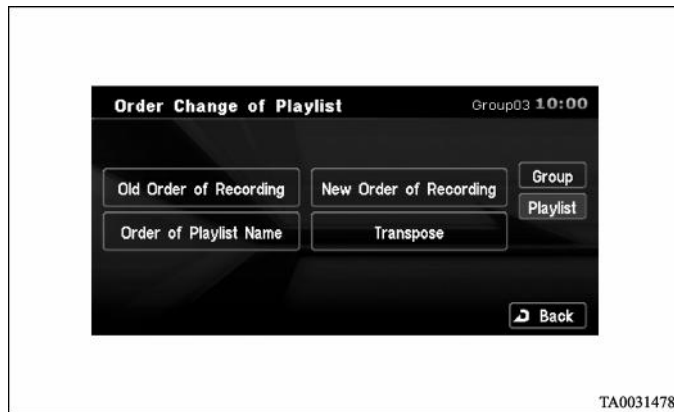 Order Change of Playlist Group03 10:00
Old Order of Recording New Order of Recording Group
Playlist
Order of Playlist Name Transpose
Back
TA0031478